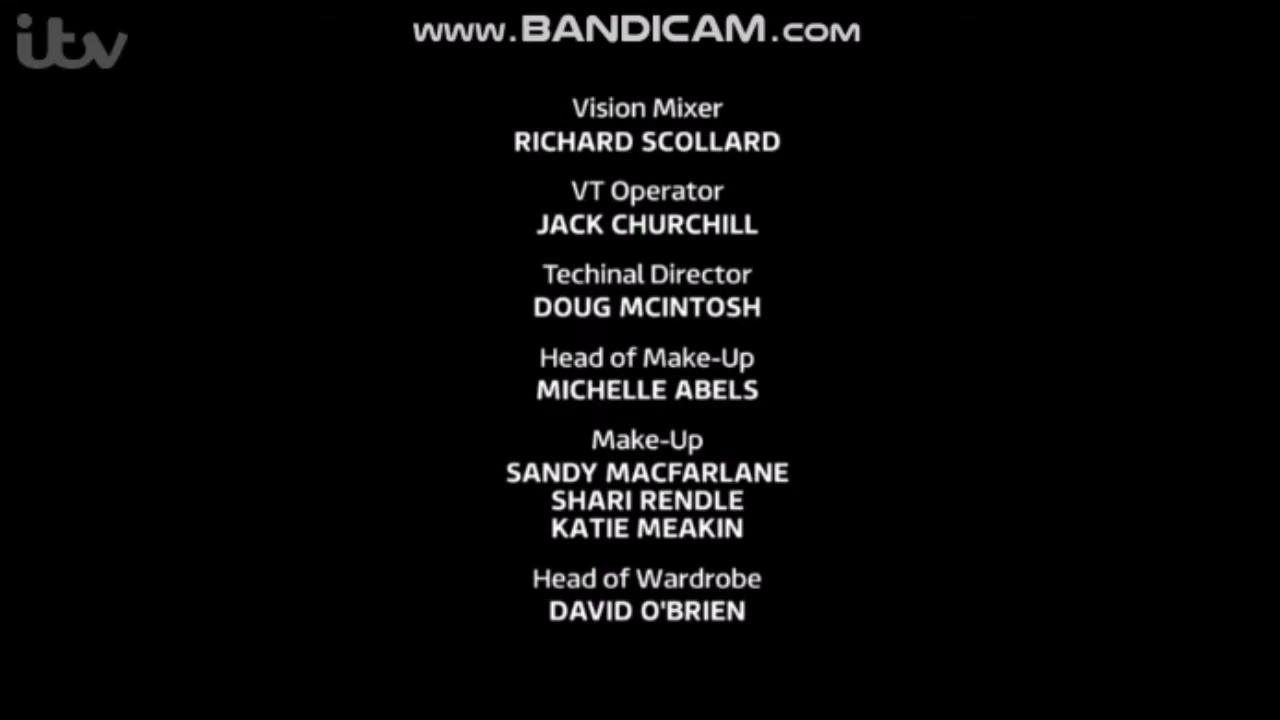 itv
www.BANDICAM.COM
Vision Mixer
RICHARD SCOLLARD
VT Operator
JACK CHURCHILL
Techinal Director
DOUG MCINTOSH
Head of Make-Up
MICHELLE ABELS
Make-Up
SANDY MACFARLANE
SHARI RENDLE
KATIE MEAKIN
Head of Wardrobe
DAVID O'BRIEN